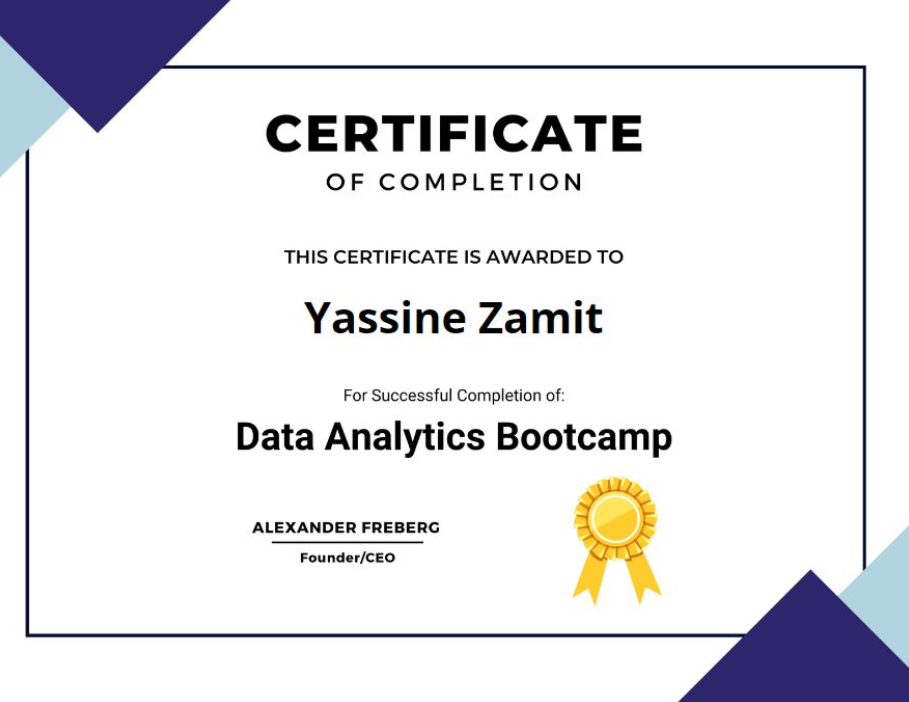 CERTIFICATE
OF COMPLETION
THIS CERTIFICATE IS AWARDED TO
Yassine Zamit
For Successful Completion of:
Data Analytics Bootcamp
ALEXANDER FREBERG
Founder/CEO